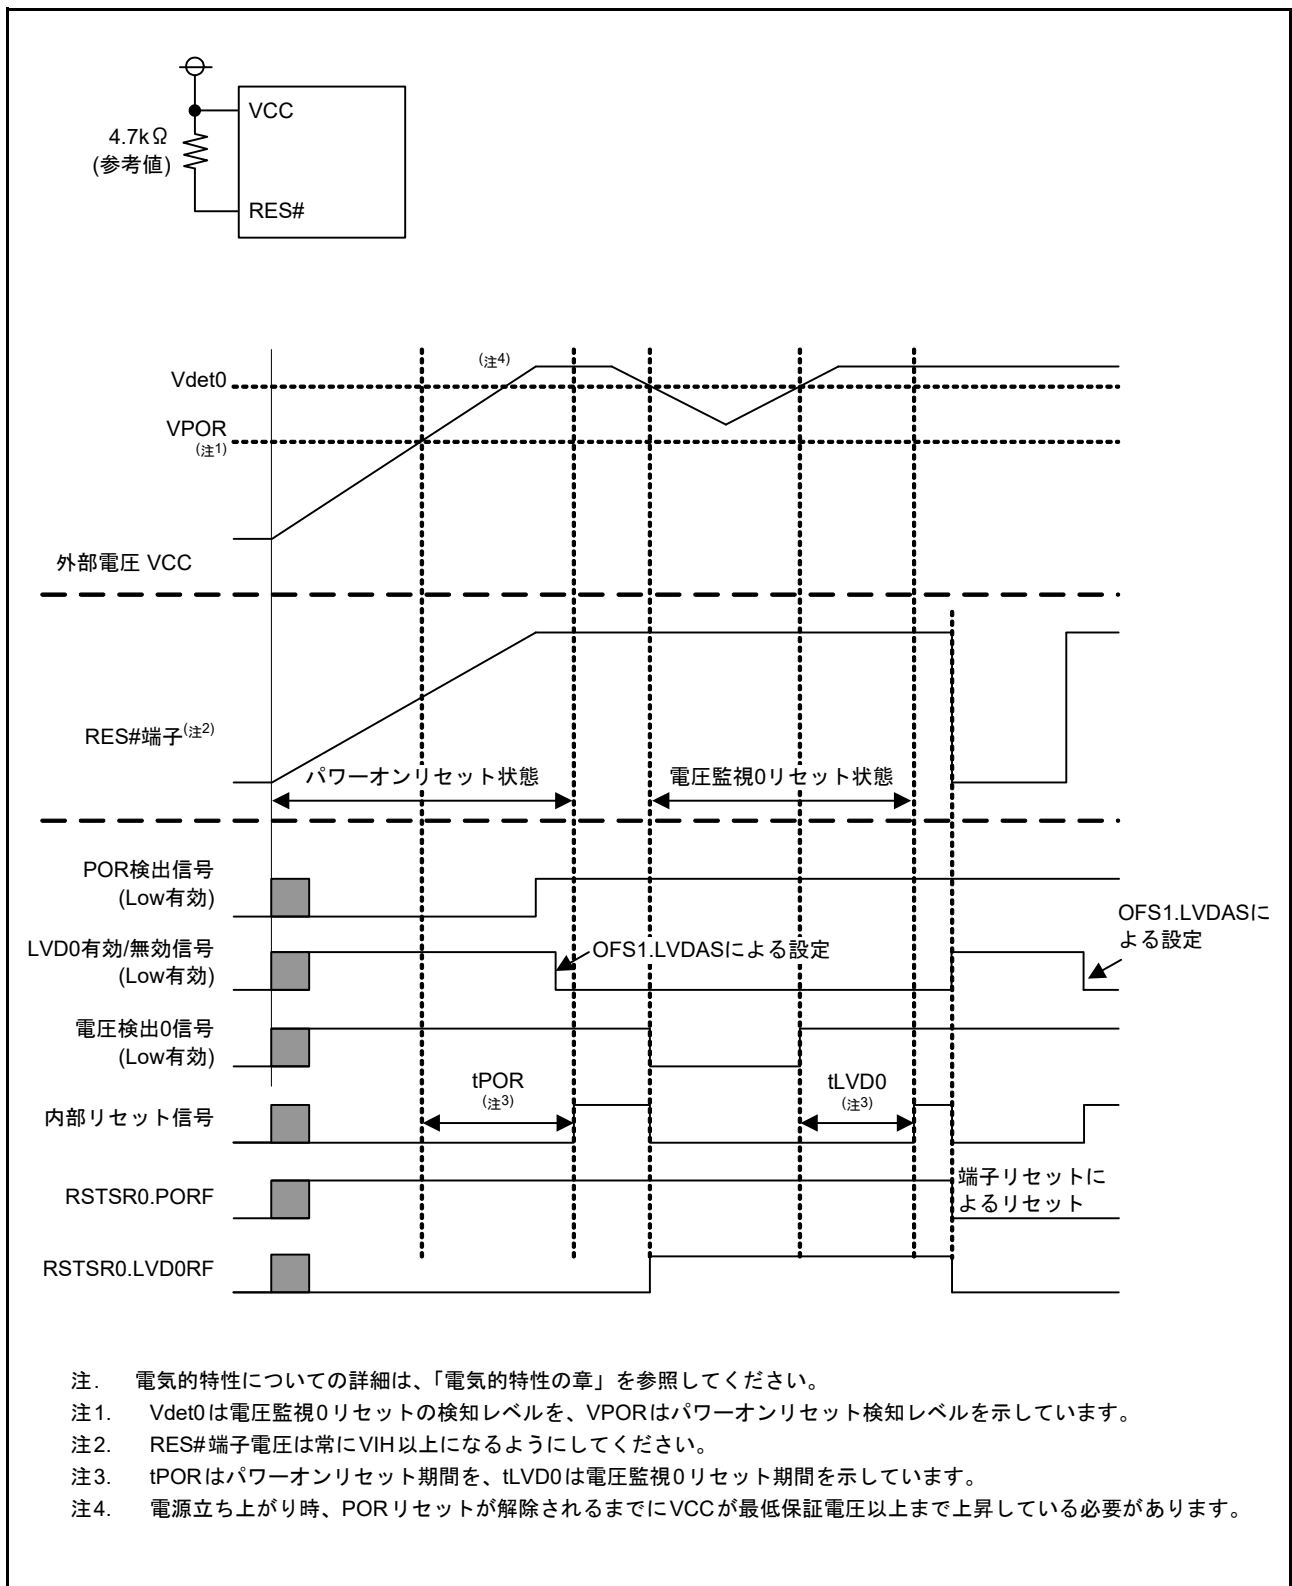 VCC
4.7kΩ
(参考値)
RES#
(注4)
Vdet0
VPOR
(注1)
外部電圧 VCC
RES#端子(注2)
パワーオンリセット状態
電圧監視0リセット状態
POR検出信号
(Low有効)
OFS1.LVDASに
よる設定
LVD0有効/無効信号
(Low有効)
OFS1.LVDASによる設定
電圧検出0信号
(Low有効)
tPOR
(注3)
tLVD0
(注3)
内部リセット信号
端子リセットに
よるリセット
RSTSR0.PORF
RSTSR0.LVD0RF
注. 電気的特性についての詳細は、「電気的特性の章」を参照してください。
注1. Vdet0は電圧監視0リセットの検知レベルを、VPORはパワーオンリセット検知レベルを示しています。
注2. RES#端子電圧は常にVIH以上になるようにしてください。
注3. tPORはパワーオンリセット期間を、tLVD0は電圧監視0リセット期間を示しています。
注4. 電源立ち上がり時、PORリセットが解除されるまでにVCCが最低保証電圧以上まで上昇している必要があります。